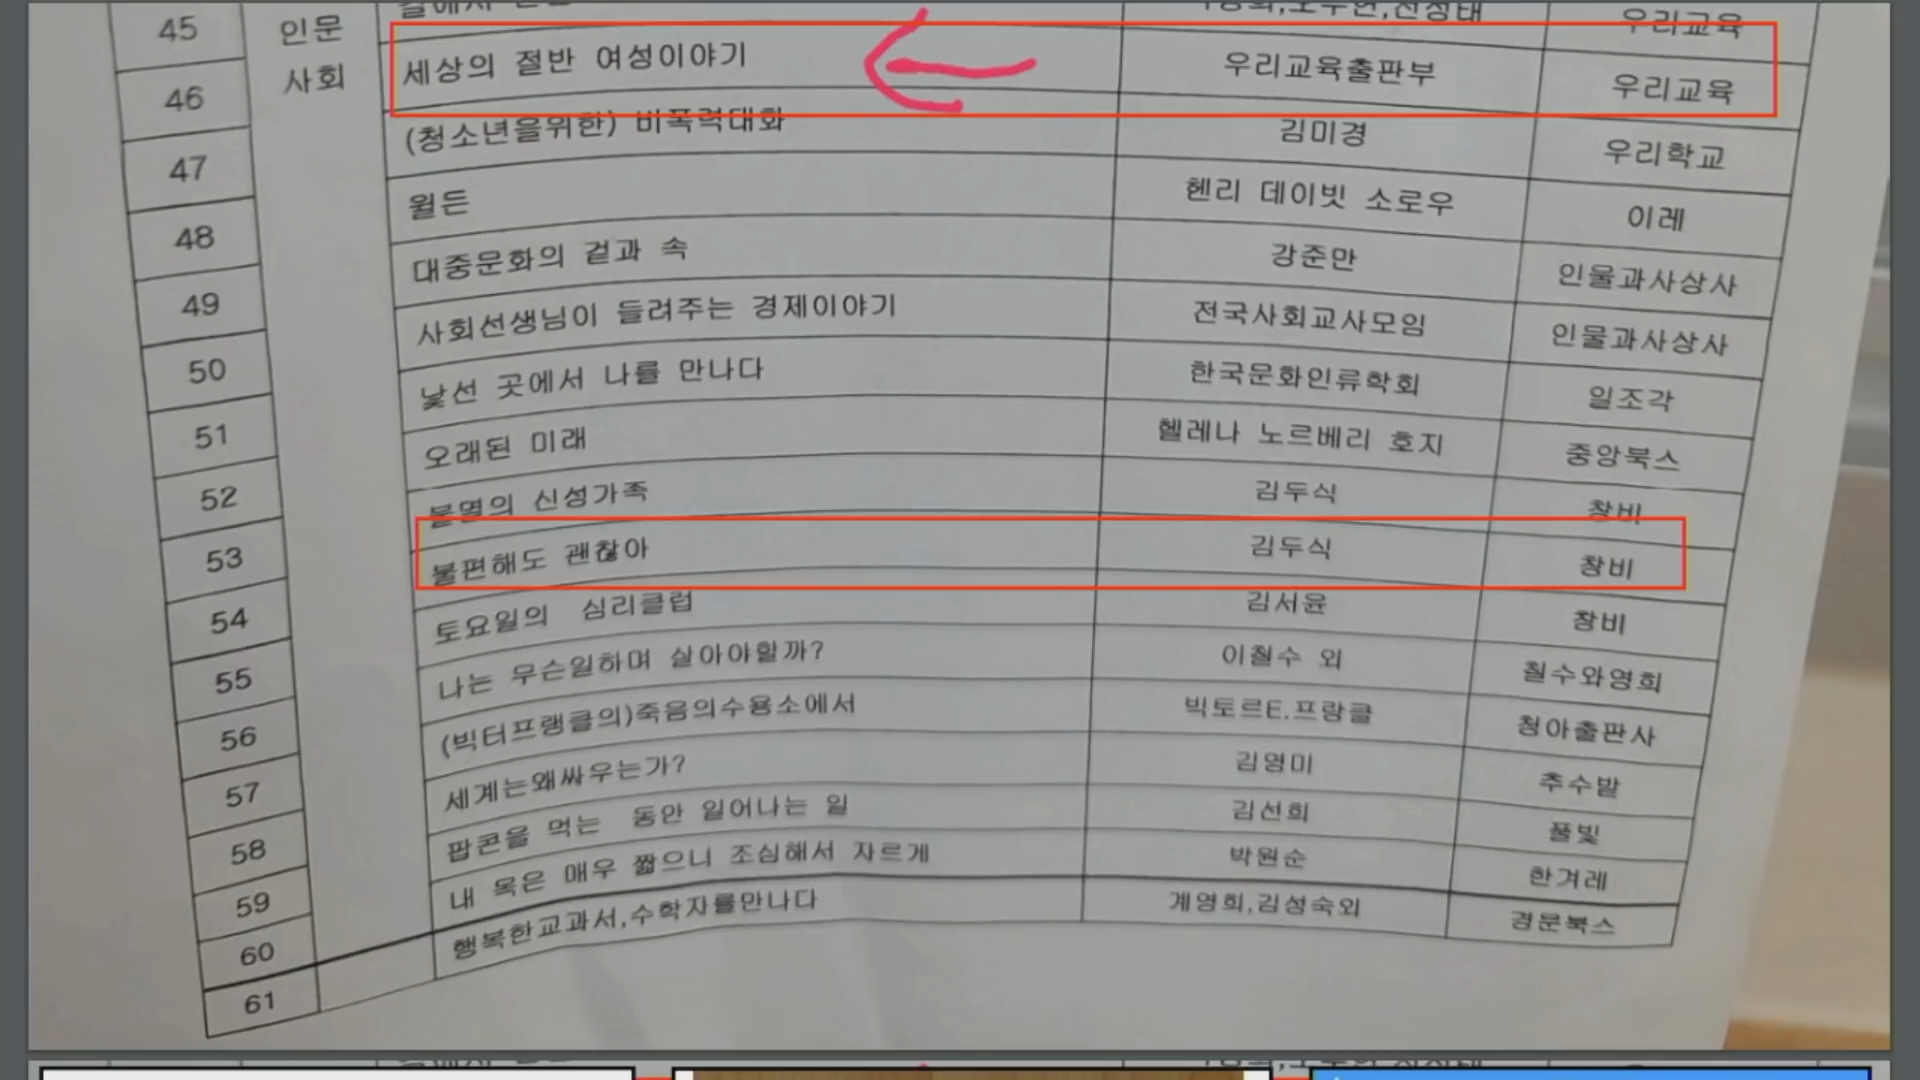 45 인문 우리교육
46 사회 세상의 절반 여성이야기 우리교육출판부 우리교육
47 (청소년을위한) 비폭력대화 김미경 우리학교
48 월든 헨리 데이빗 소로우 이레
49 대중문화의 겉과 속 강준만 인물과사상사
50 사회선생님이 들려주는 경제이야기 전국사회교사모임 인물과사상사
51 낯선 곳에서 나를 만나다 한국문화인류학회 일조각
52 오래된 미래 헬레나 노르베리 호지 중앙북스
53 불멸의 신성가족 김두식 창비
54 불편해도 괜찮아 김두식 창비
55 토요일의 심리클럽 김서윤 창비
56 나는 무슨일하며 살아야할까? 이철수 외 철수와영희
57 (빅터프랭클의)죽음의수용소에서 빅토르E.프랑클 청아출판사
58 세계는왜싸우는가? 김영미 추수밭
59 팝콘을 먹는 동안 일어나는 일 김선희 풀빛
60 내 목은 매우 짧으니 조심해서 자르게 박원순 한겨레
61 행복한교과서,수학자를만나다 계영희,김성숙외 경문북스